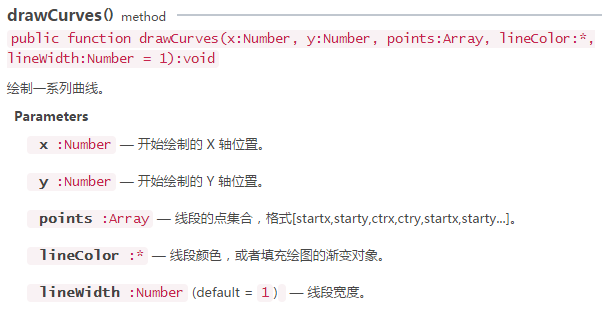 drawCurves() method
public function drawCurves(x:Number, y:Number, points:Array, lineColor:*,
lineWidth:Number = 1):void
绘制一系列曲线。
Parameters
x :Number — 开始绘制的 X 轴位置。
y :Number — 开始绘制的 Y 轴位置。
points :Array — 线段的点集合，格式[startx,starty,ctrx,ctry,startx,starty...]。
lineColor :* — 线段颜色，或者填充绘图的渐变对象。
lineWidth :Number (default = 1 ) — 线段宽度。